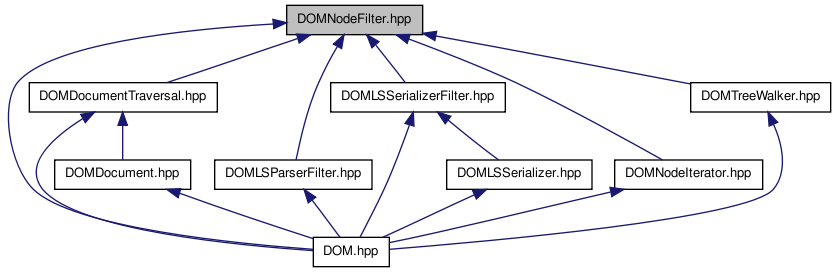 DOMNodeFilter.hpp
DOMDocumentTraversal.hpp
DOMLSSerializerFilter.hpp
DOMTreeWalker.hpp
DOMDocument.hpp
DOMLSParserFilter.hpp
DOMLSSerializer.hpp
DOMNodeIterator.hpp
DOM.hpp